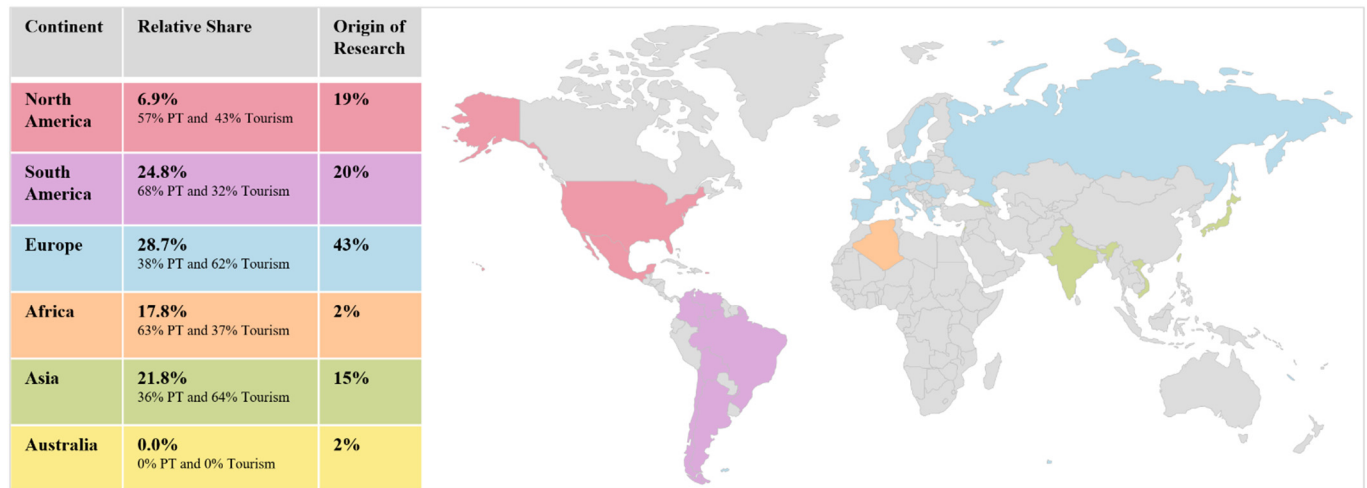 Continent Relative Share Origin of
Research
North
America
6.9%
57% PT and  43% Tourism
19%
South
America
24.8%
68% PT and 32% Tourism
20%
Europe
28.7%
38% PT and 62% Tourism
43%
Africa
17.8%
63% PT and 37% Tourism
2%
Asia
21.8%
36% PT and 64% Tourism
15%
Australia
0.0%
0% PT and 0% Tourism
2%